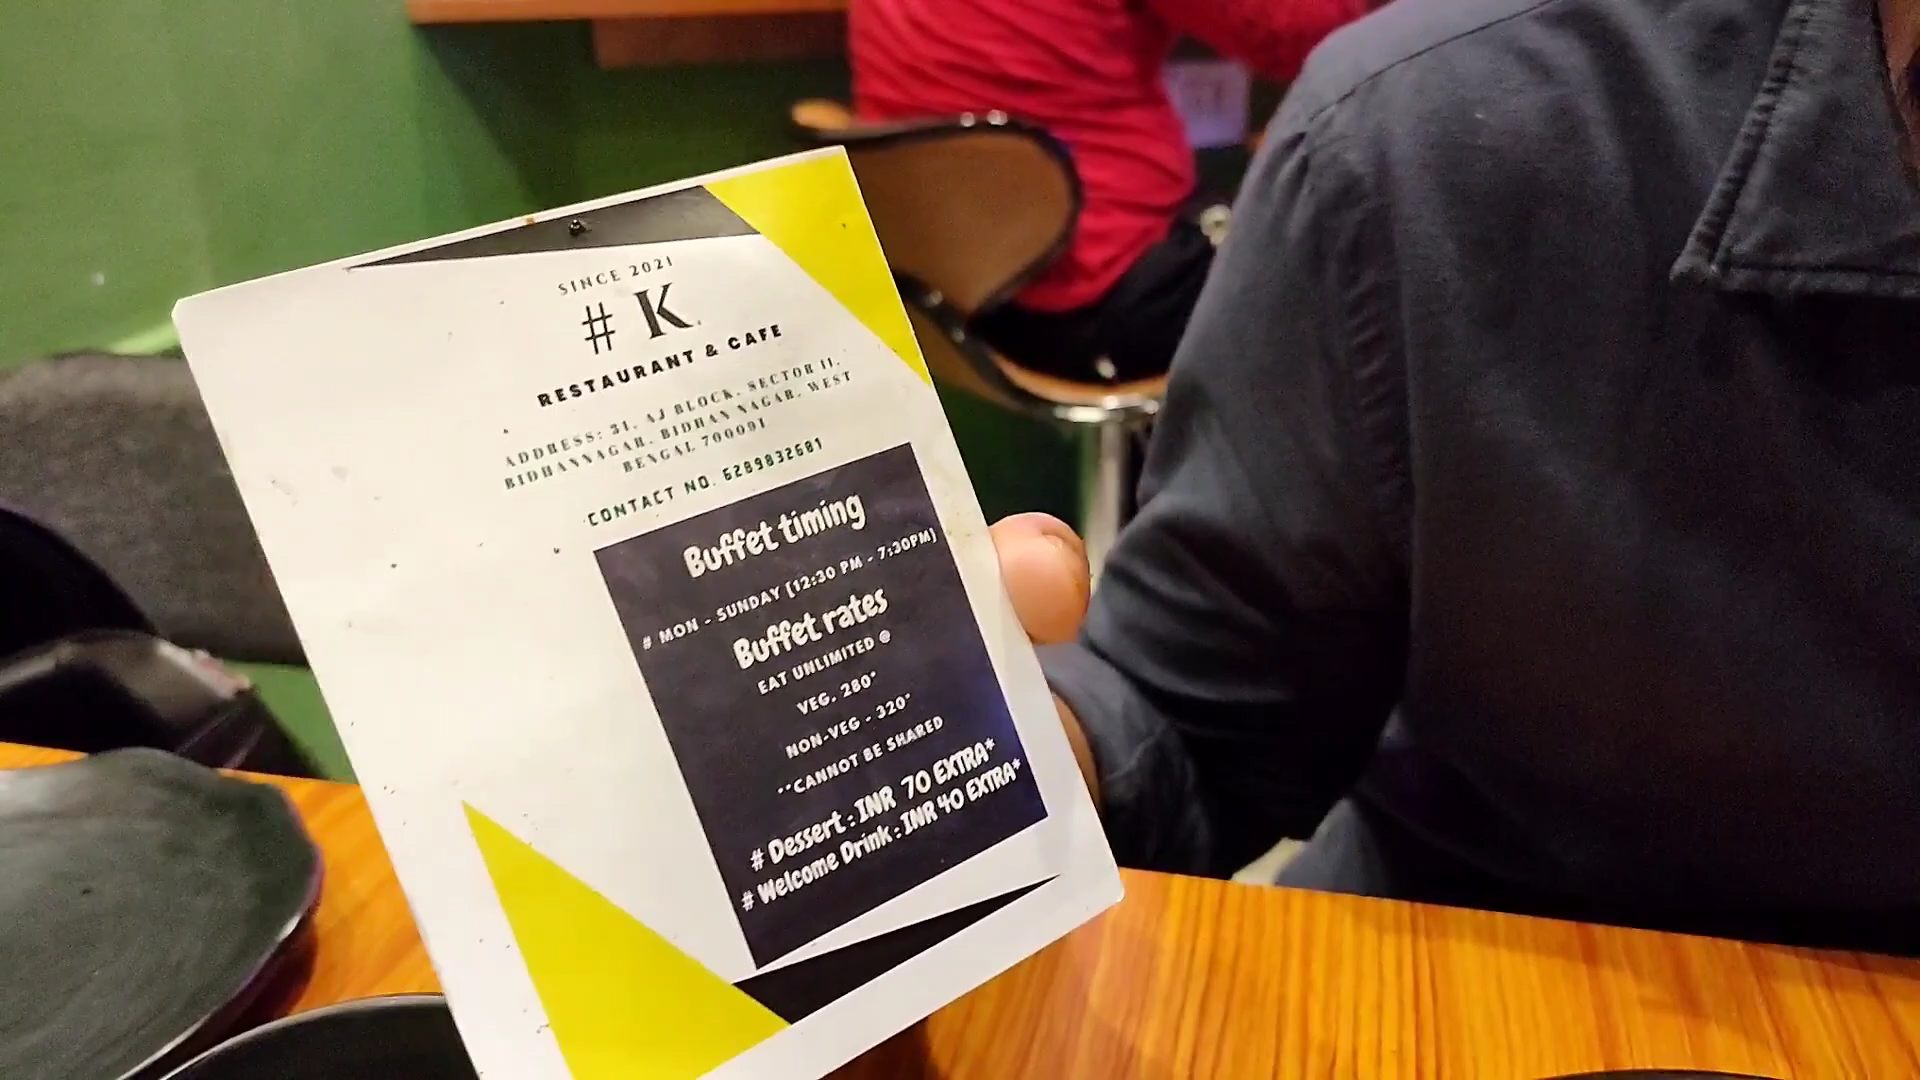 SINCE 2021
# K.
RESTAURANT & CAFE
ADDRESS: 31, AJ BLOCK, SECTOR II,
BIDHANNAGAR, BIDHAN NAGAR, WEST
BENGAL 700091
CONTACT NO. 6289832681
Buffet timing
# MON - SUNDAY [12:30 PM - 7:30PM]
Buffet rates
EAT UNLIMITED @
VEG. 280*
NON-VEG - 320*
**CANNOT BE SHARED
# Dessert : INR 70 EXTRA*
# Welcome Drink : INR 40 EXTRA*